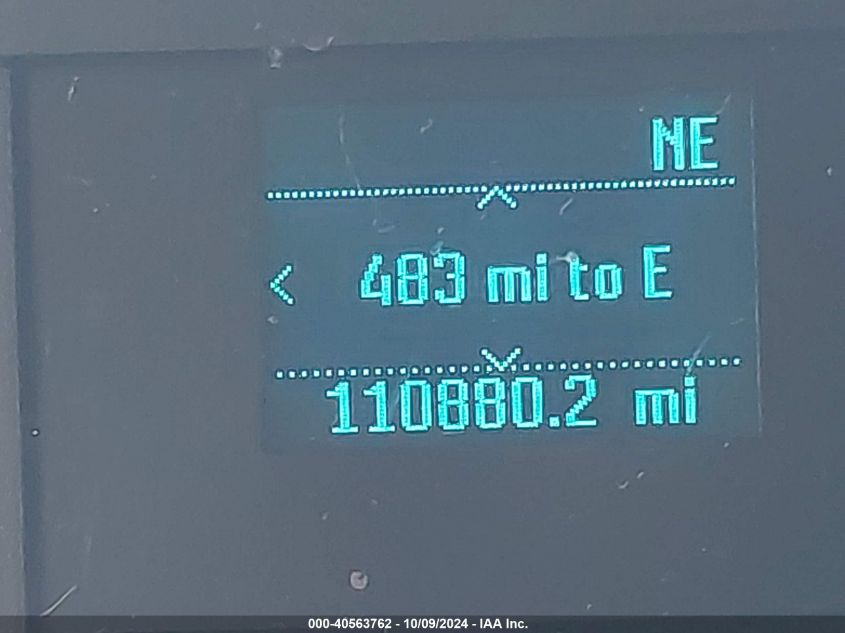 NE
< 483 mi to E
110880.2 mi
000-40563762 - 10/09/2024 - IAA Inc.